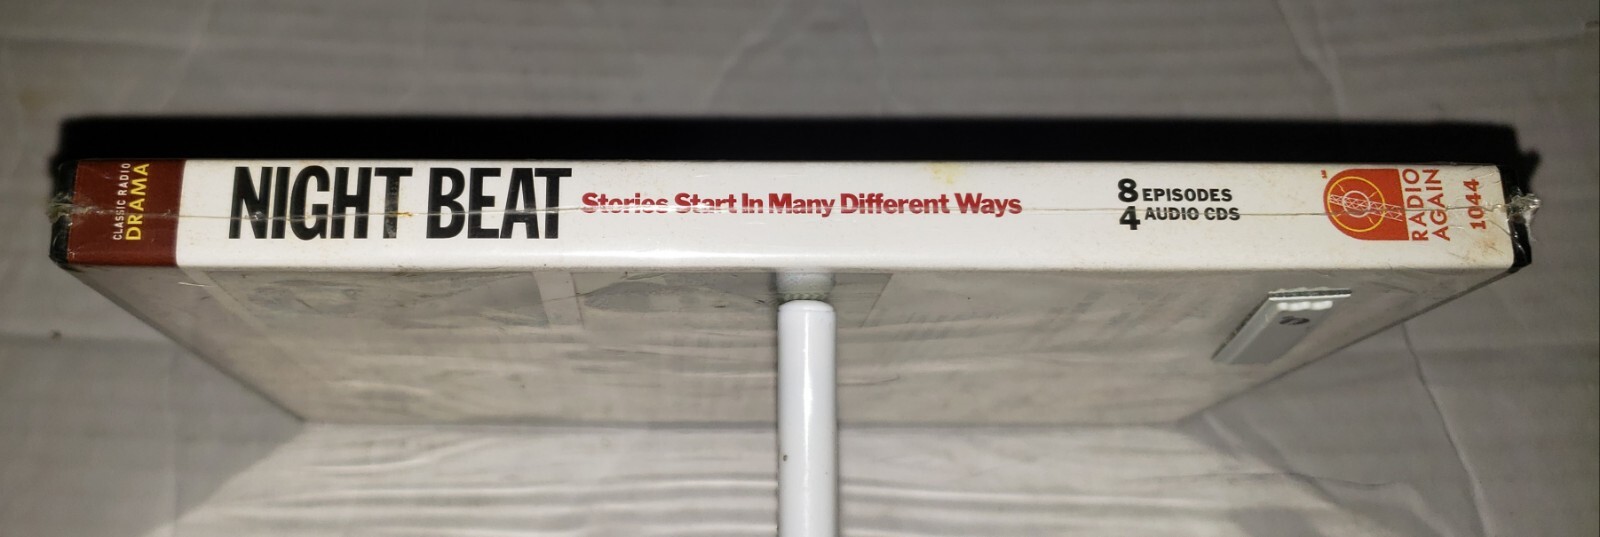 CLASSIC RADIO
DRAMA
NIGHT BEAT
Stories Start In Many Different Ways
8 EPISODES
4 AUDIO CDS
RADIO
AGAIN
1044